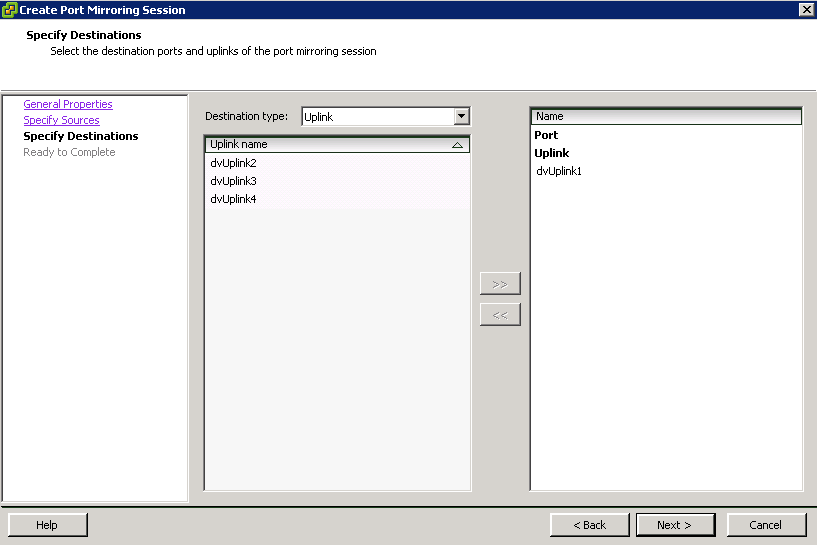 Create Port Mirroring Session
Specify Destinations
Select the destination ports and uplinks of the port mirroring session
General Properties
Specify Sources
Specify Destinations
Ready to Complete
Destination type: Uplink
Uplink name
dvUplink2
dvUplink3
dvUplink4
>>
<<
Name
Port
Uplink
dvUplink1
Help
< Back
Next >
Cancel